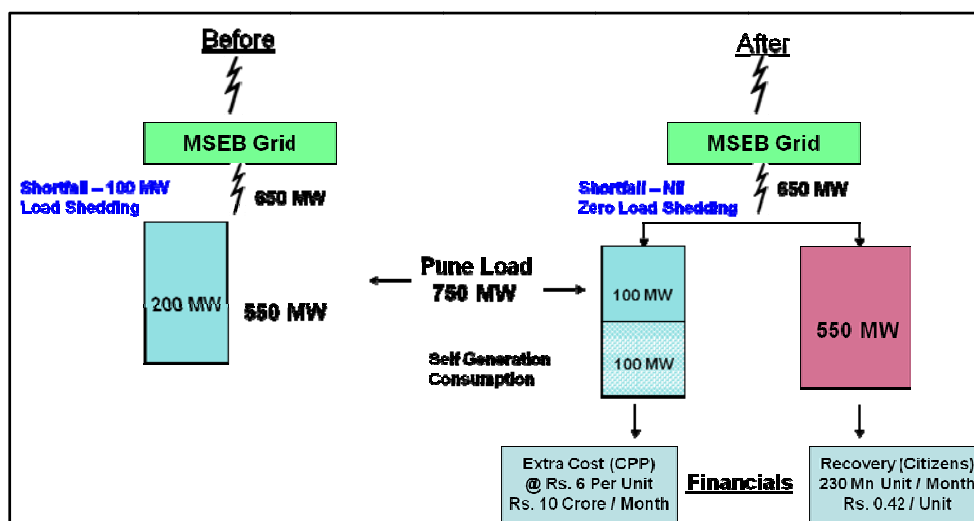 Before
MSEB Grid
Shortfall – 100 MW
Load Shedding
650 MW
200 MW
550 MW
Pune Load
750 MW
After
MSEB Grid
Shortfall – Nil
Zero Load Shedding
650 MW
100 MW
100 MW
Self Generation
Consumption
550 MW
Extra Cost (CPP)
@ Rs. 6 Per Unit
Rs. 10 Crore / Month
Financials
Recovery (Citizens)
230 Mn Unit / Month
Rs. 0.42 / Unit